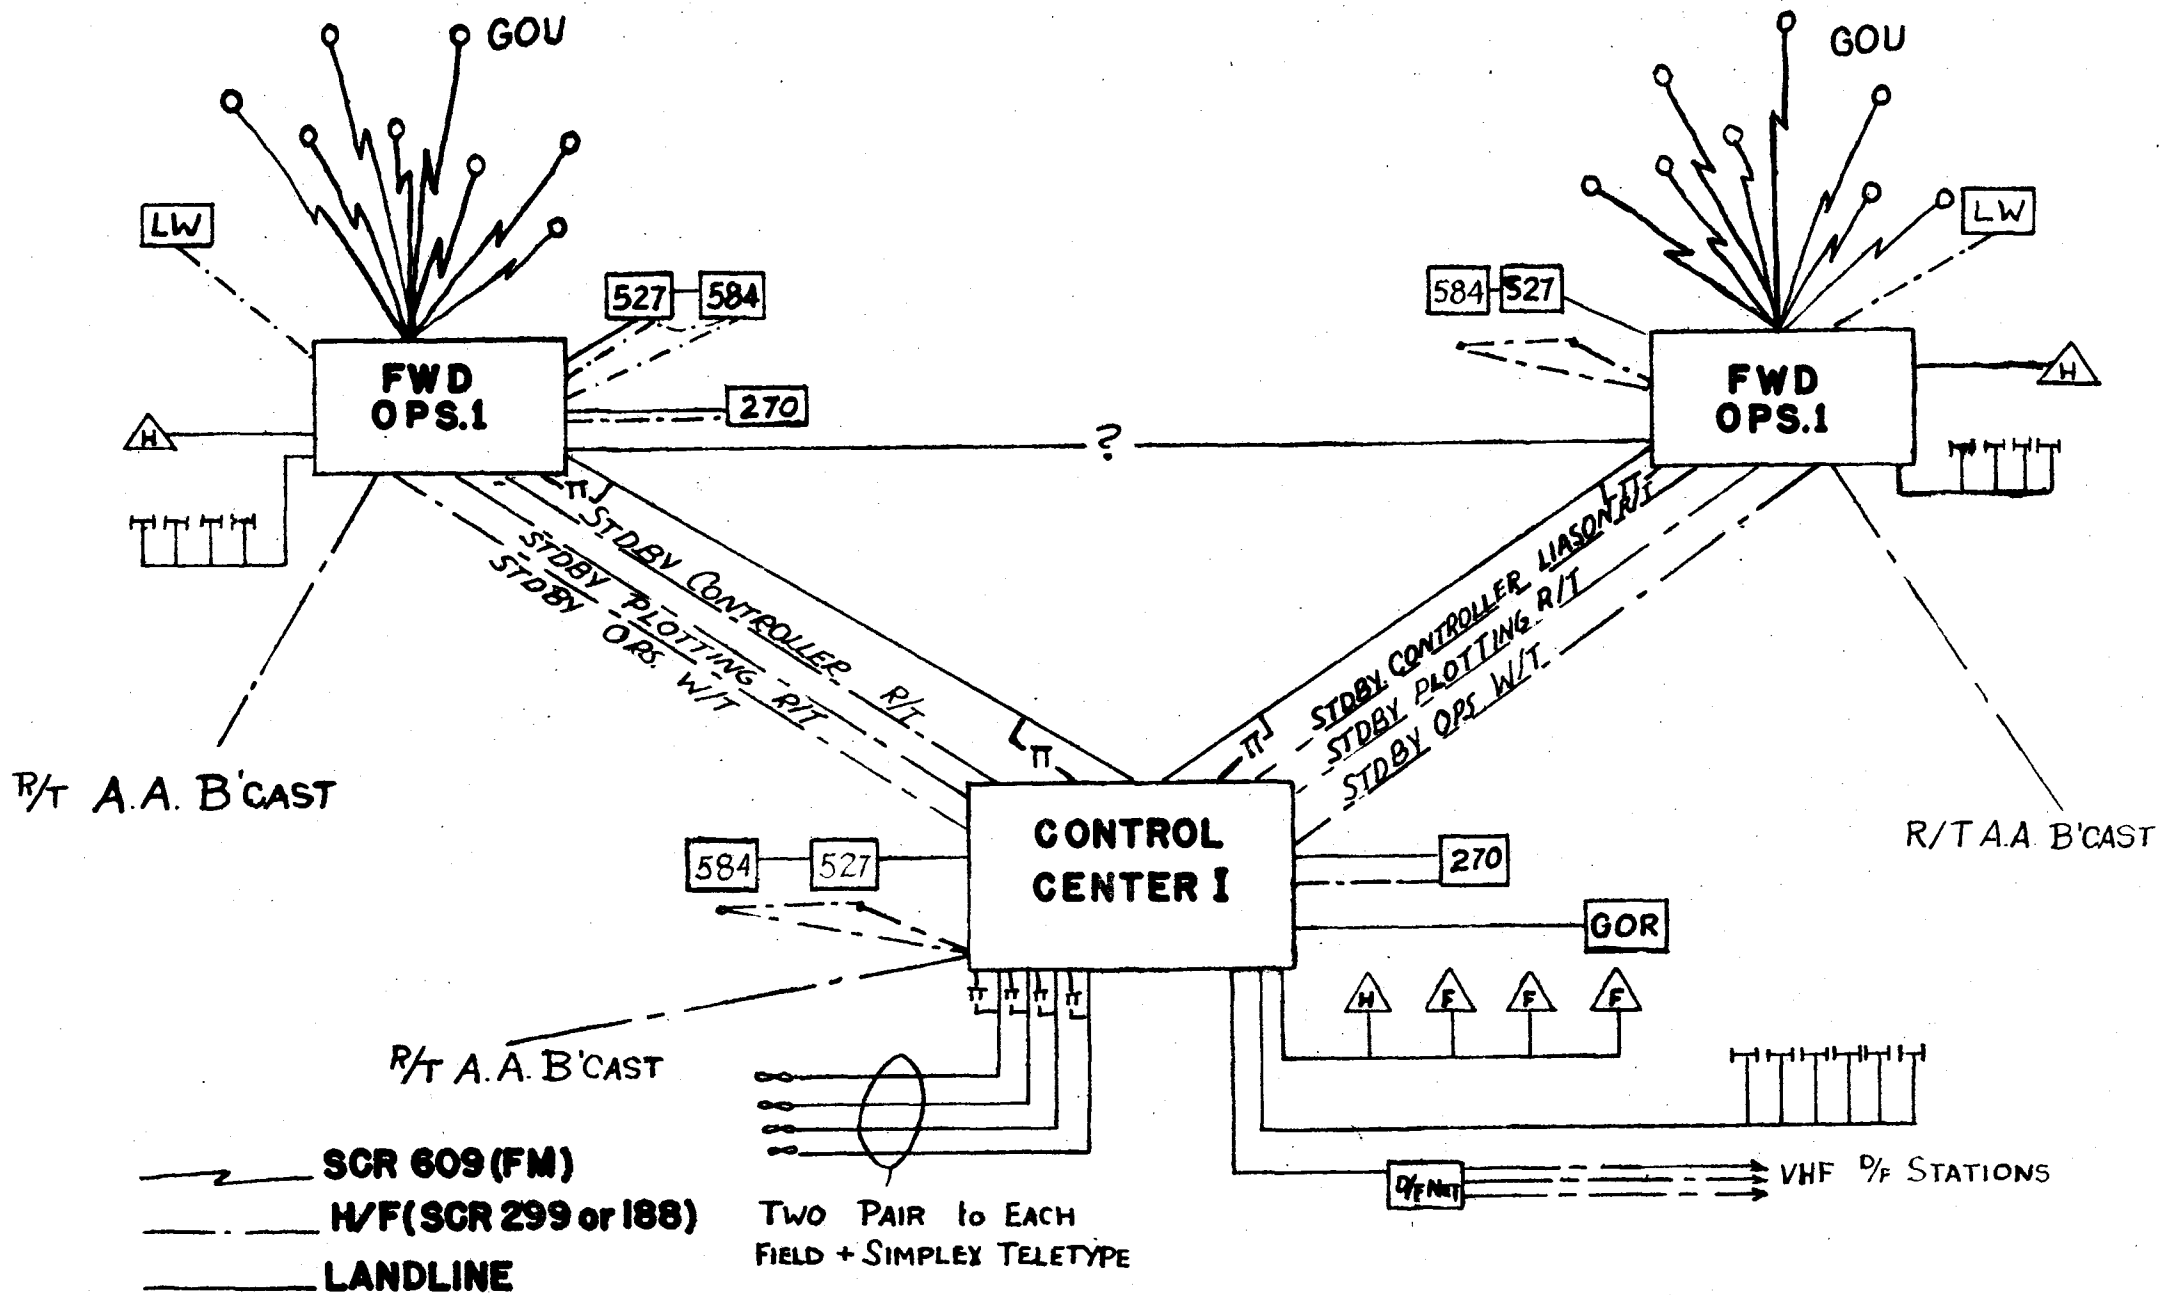 GOU
GOU
LW
LW
527
584
584
527
FWD
OPS.1
270
H
?
FWD
OPS.1
H
STDBY CONTROLLER R/T
STDBY PLOTTING R/T
STDBY OPS. W/T
STDBY CONTROLLER LIASON R/T
STDBY PLOTTING R/T
STDBY OPS W/T
R/T A.A. B'CAST
R/T A.A. B'CAST
CONTROL
CENTER I
584
527
270
GOR
H
F
F
F
R/T A.A. B'CAST
D/F NET
VHF D/F STATIONS
SCR 609 (FM)
H/F (SCR 299 or 188)
LANDLINE
TWO PAIR to EACH
FIELD + SIMPLEX TELETYPE